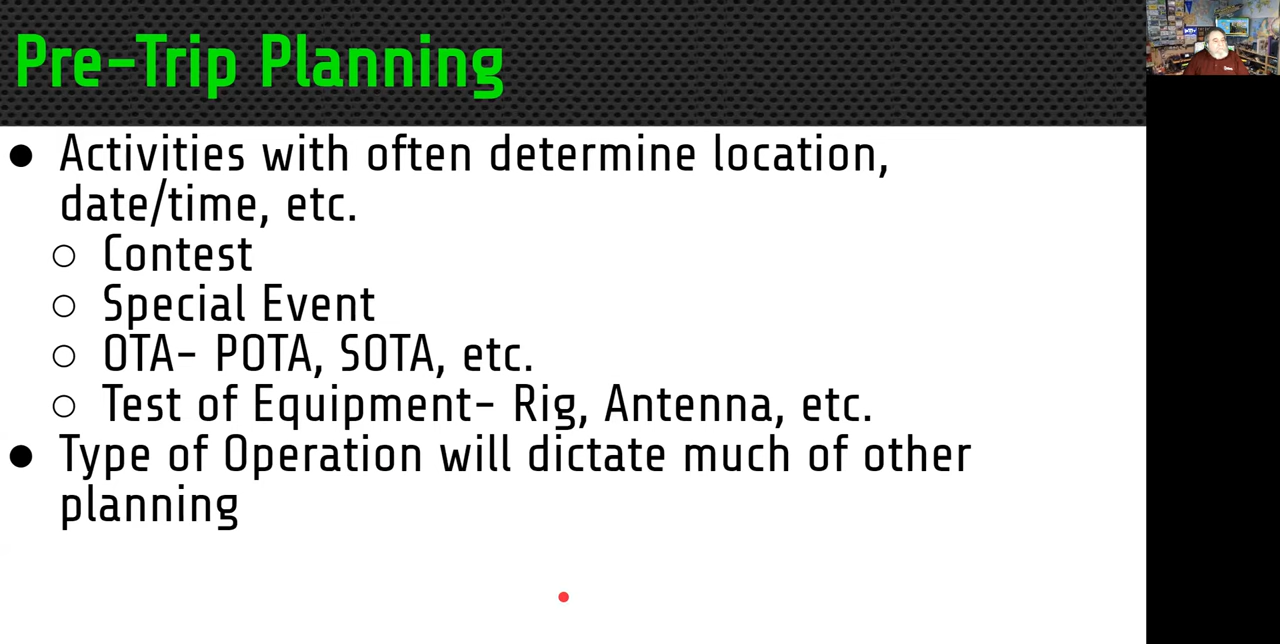 Pre-Trip Planning
● Activities with often determine location,
date/time, etc.
○ Contest
○ Special Event
○ OTA- POTA, SOTA, etc.
○ Test of Equipment- Rig, Antenna, etc.
● Type of Operation will dictate much of other
planning